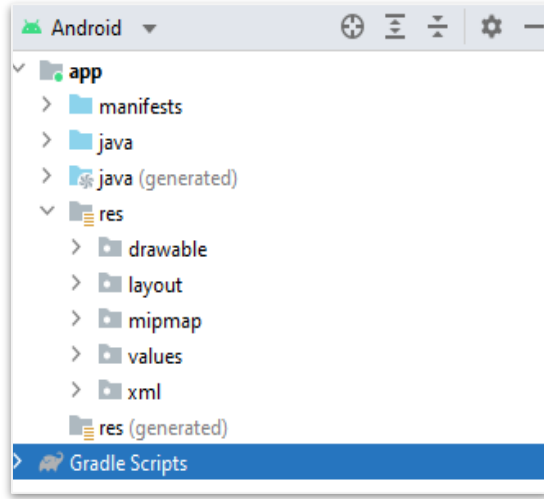 Android
app
manifests
java
java (generated)
res
drawable
layout
mipmap
values
xml
res (generated)
Gradle Scripts